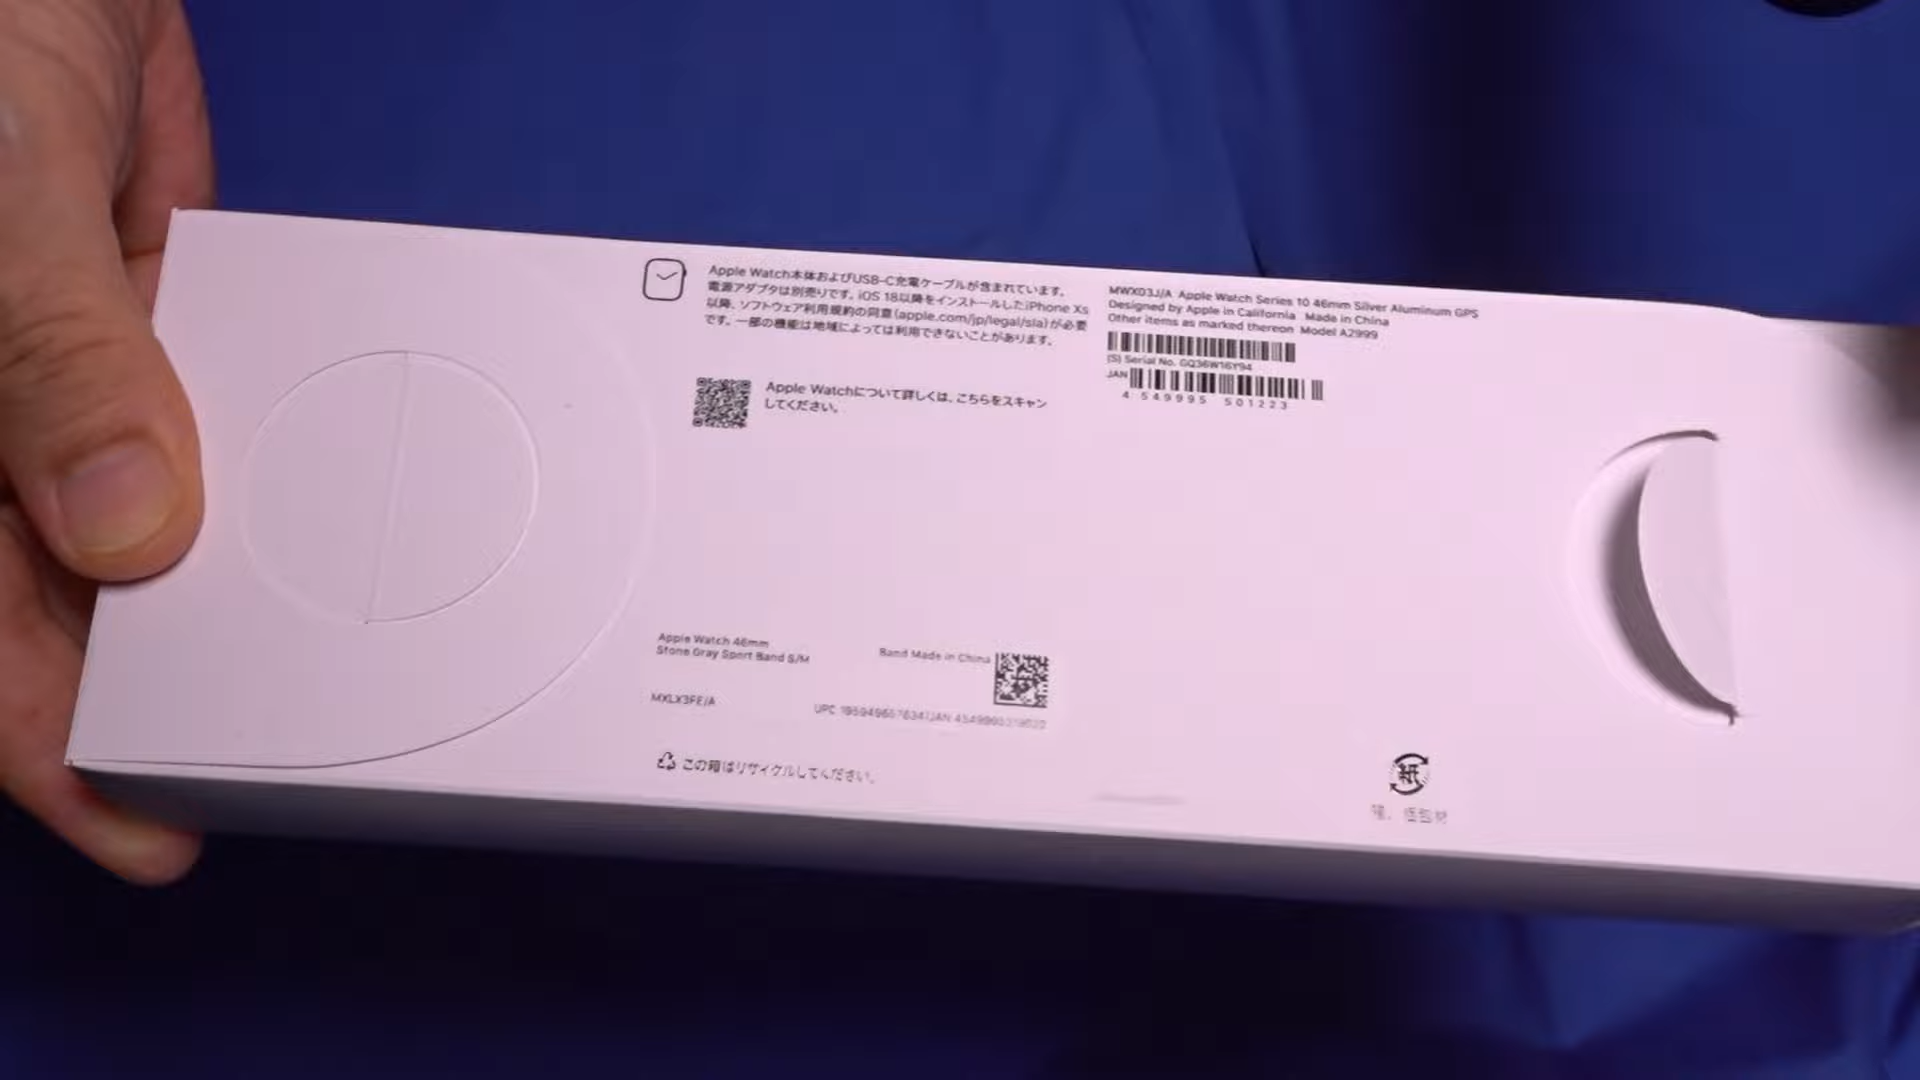 Apple Watch本体およびUSB-C充電ケーブルが含まれています。
電源アダプタは別売りです。iOS 18以降をインストールしたiPhone Xs
以降、ソフトウェア利用規約の同意(apple.com/jp/legal/sla)が必要
です。一部の機能は地域によっては利用できないことがあります。
Apple Watchについて詳しくは、こちらをスキャン
してください。
MWX03J/A Apple Watch Series 10 46mm Silver Aluminum GPS
Designed by Apple in California Made in China
Other items as marked thereon Model A2999
(S) Serial No. GQ36W16Y94
JAN
4 549995 501223
Apple Watch 46mm
Stone Gray Sport Band S/M
Band Made in China
MXLX3FE/A
UPC
この箱はリサイクルしてください。
紙